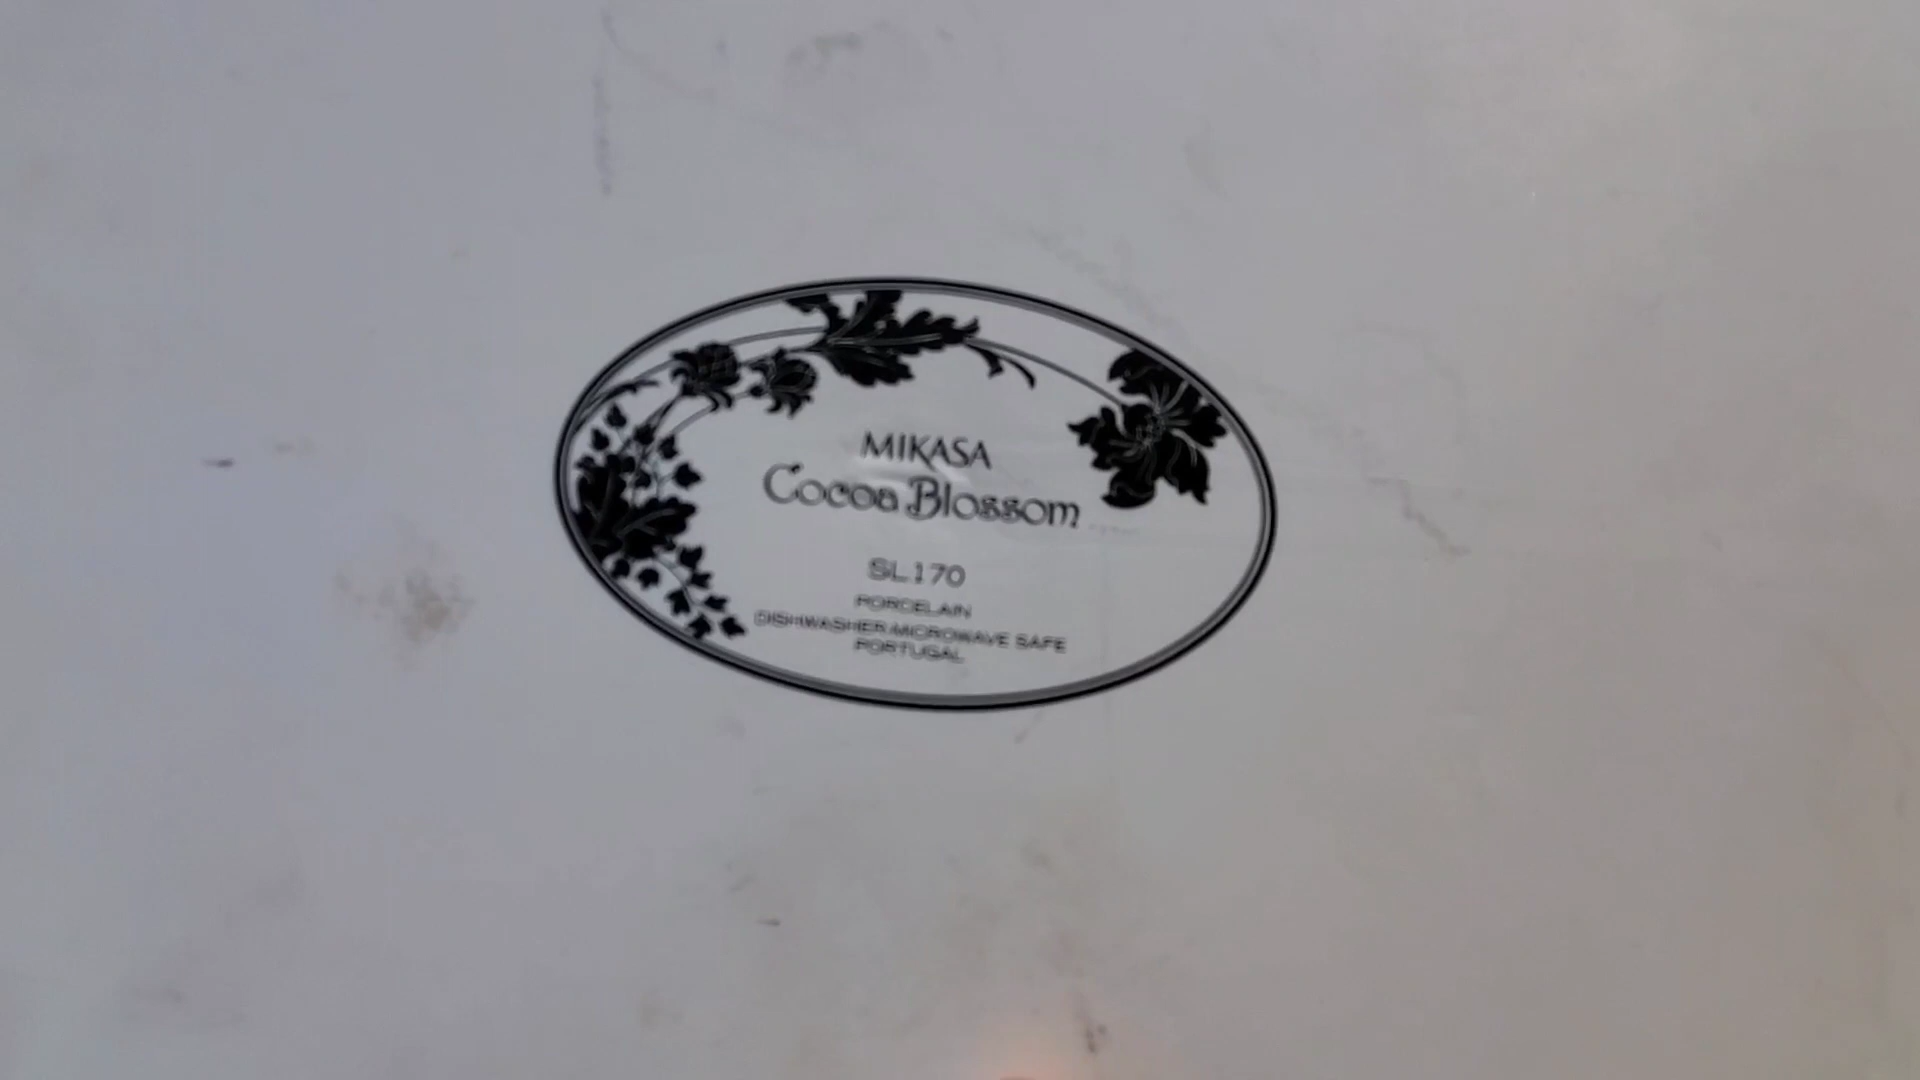 MIKASA
Cocoa Blossom
SL170
PORCELAIN
DISHWASHER.MICROWAVE SAFE
PORTUGAL